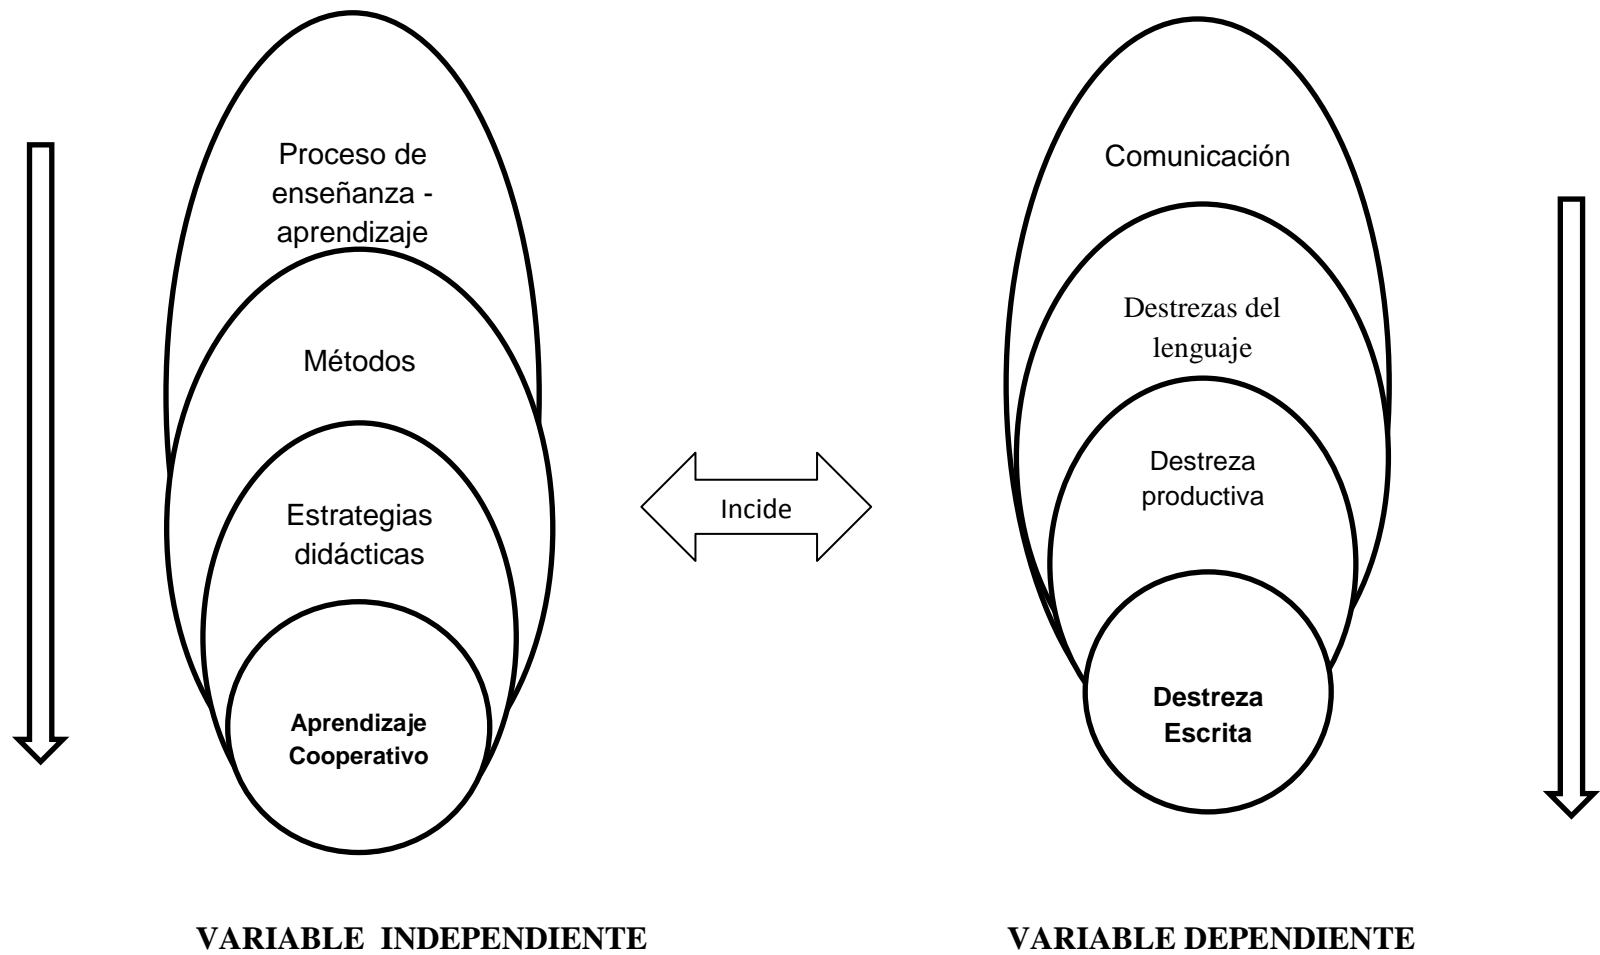 Proceso de
enseñanza -
aprendizaje
Métodos
Estrategias
didácticas
Aprendizaje
Cooperativo
Incide
Comunicación
Destrezas del
lenguaje
Destreza
productiva
Destreza
Escrita
VARIABLE INDEPENDIENTE
VARIABLE DEPENDIENTE